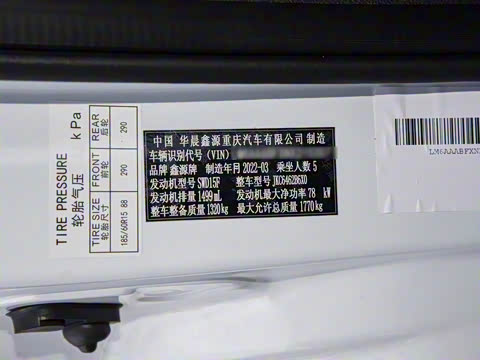 TIRE PRESSURE kPa
轮胎气压
TIRE SIZE FRONT REAR
轮胎尺寸 前轮 后轮
185/60R15 88 290 290
中国 华晨鑫源重庆汽车有限公司 制造
车辆识别代号(VIN)
品牌 鑫源牌 制造年月 2022-03 乘坐人数 5
发动机型号 SWD15F 整车型号 JKC6462B6X0
发动机排量 1499mL 发动机最大净功率 78 kW
整车整备质量 1320kg 最大允许总质量 1770kg